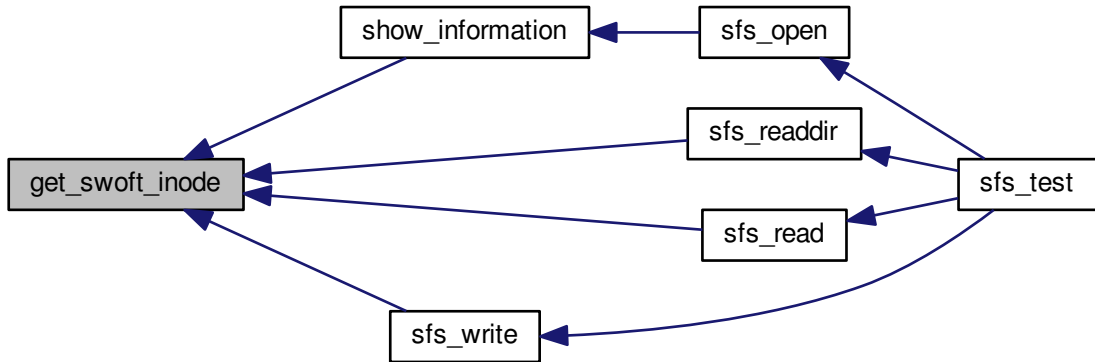 show_information
sfs_open
sfs_readdir
get_swoft_inode
sfs_test
sfs_read
sfs_write